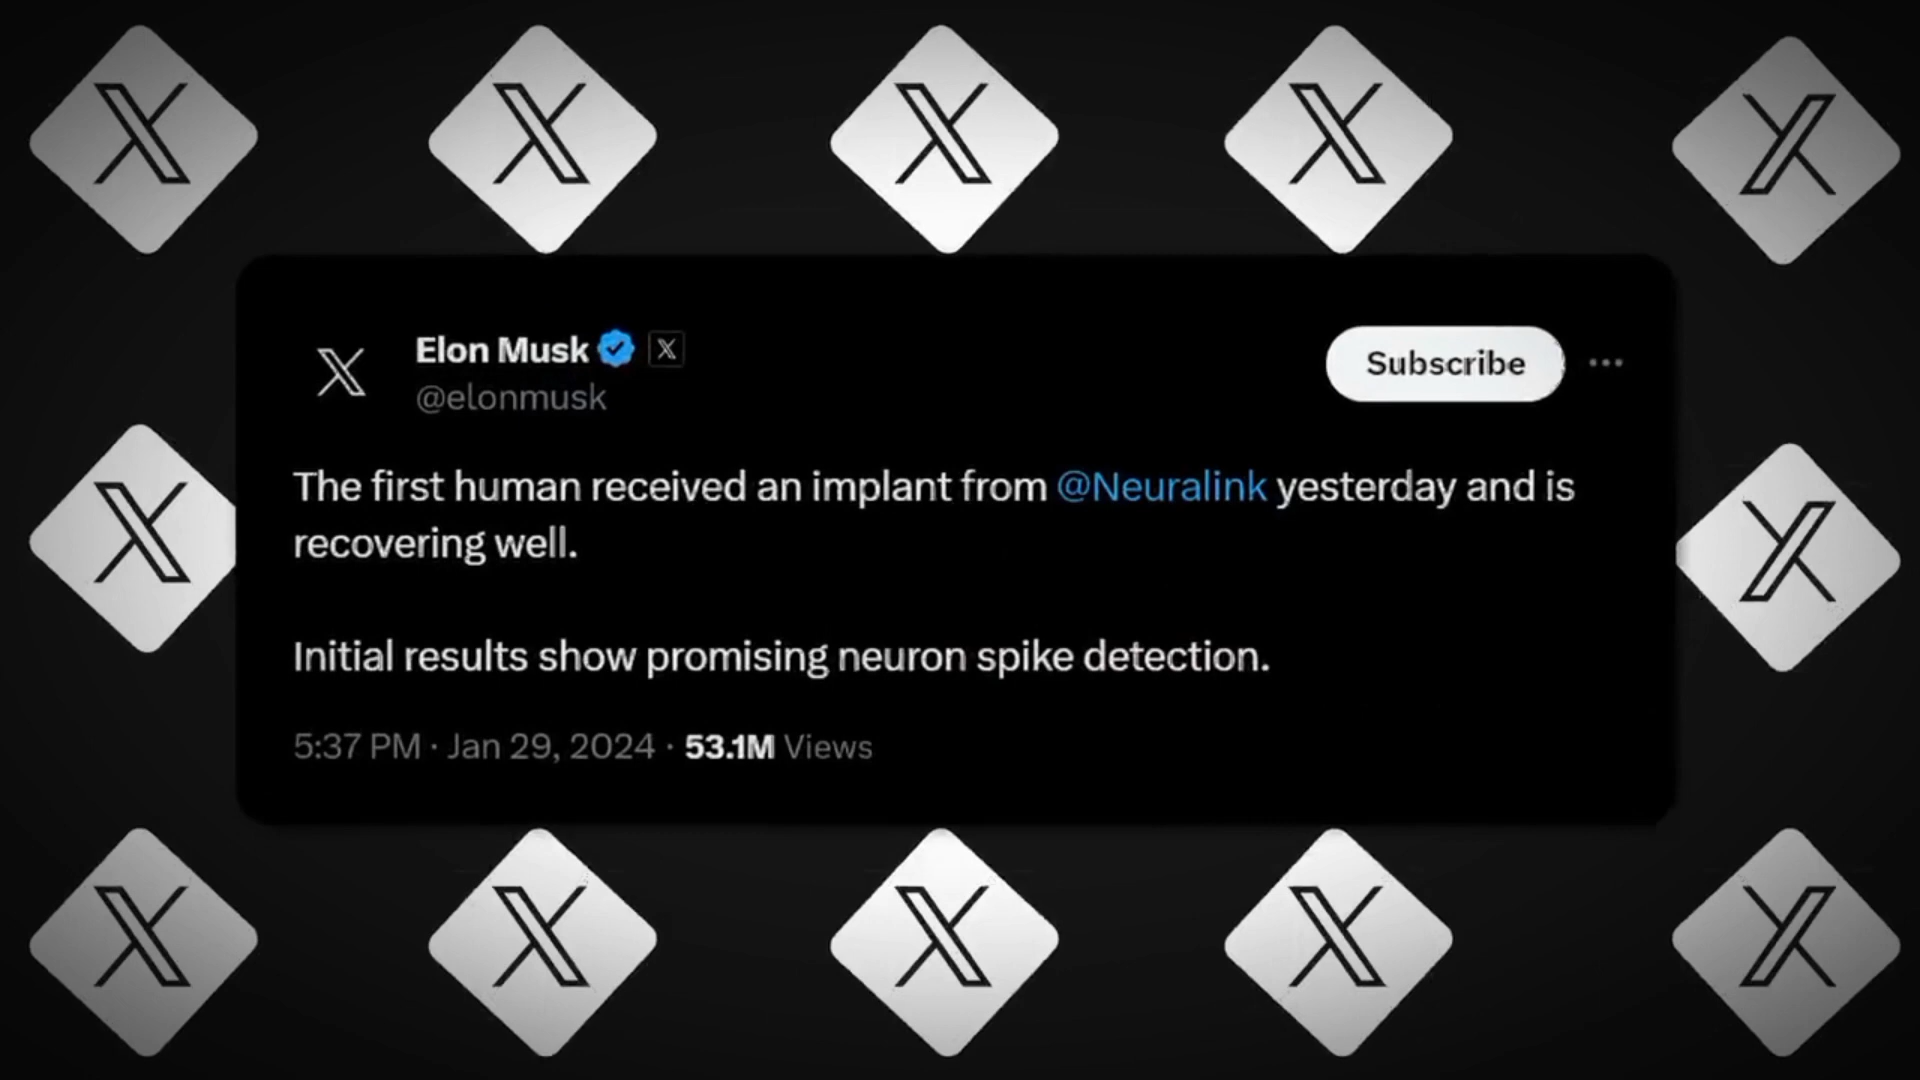 Elon Musk
@elonmusk
Subscribe
The first human received an implant from @Neuralink yesterday and is
recovering well.
Initial results show promising neuron spike detection.
5:37 PM · Jan 29, 2024 · 53.1M Views